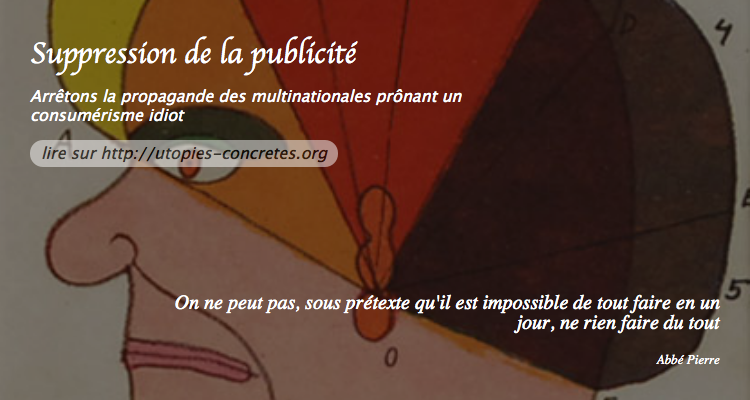 Suppression de la publicité
Arrêtons la propagande des multinationales prônant un
consumérisme idiot
lire sur http://utopies-concretes.org
A
D
4
5
0
On ne peut pas, sous prétexte qu'il est impossible de tout faire en un
jour, ne rien faire du tout
Abbé Pierre